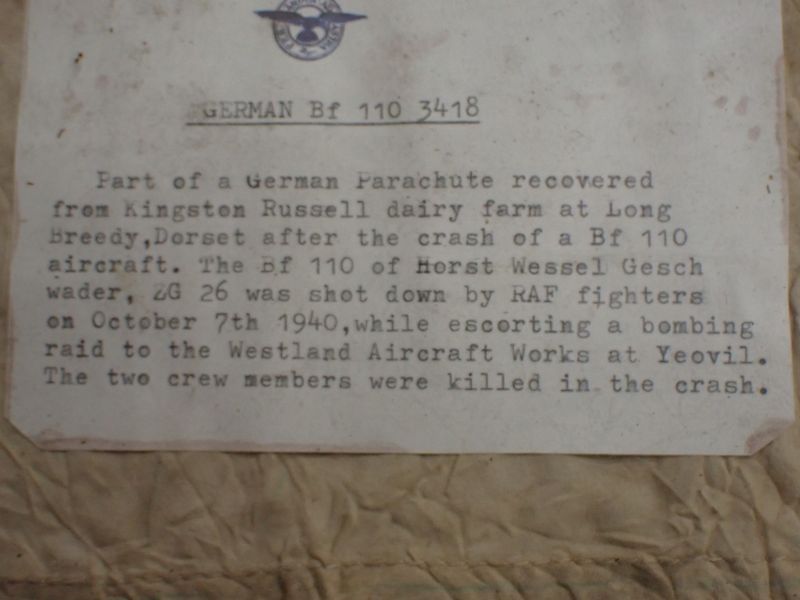 GERMAN Bf 110 3418
Part of a German Parachute recovered
from Kingston Russell dairy farm at Long
Breedy,Dorset after the crash of a Bf 110
aircraft. The Bf 110 of Horst Wessel Gesch
wader, ZG 26 was shot down by RAF fighters
on October 7th 1940,while escorting a bombing
raid to the Westland Aircraft Works at Yeovil.
The two crew members were killed in the crash.